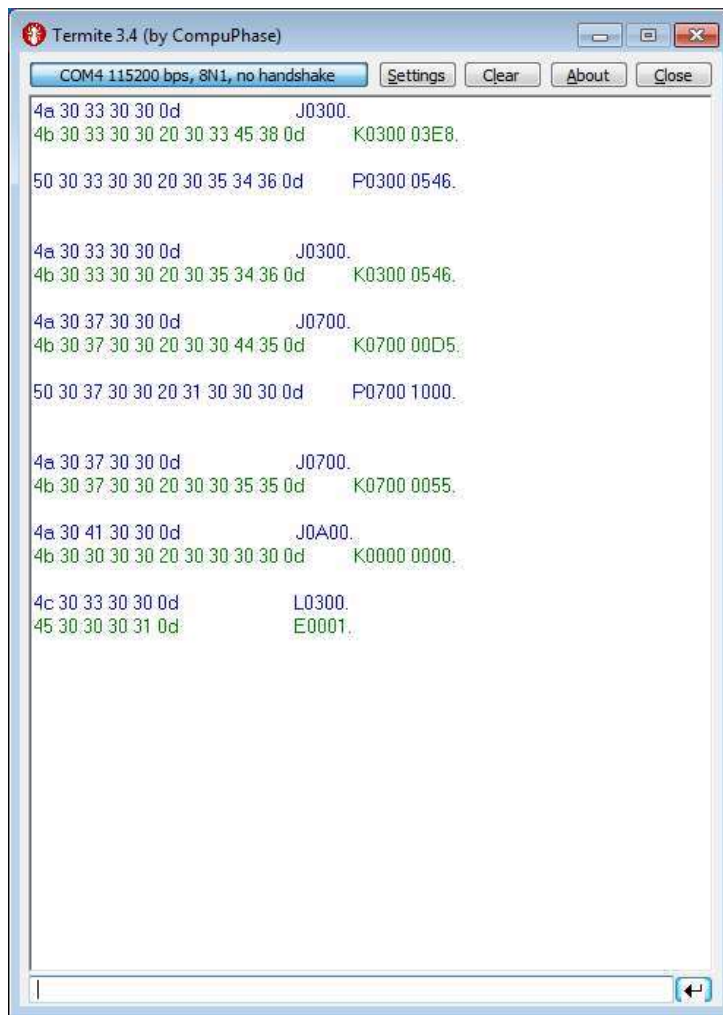 Termite 3.4 (by CompuPhase)
COM4 115200 bps, 8N1, no handshake Settings Clear About Close
4a 30 33 30 30 0d J0300.
4b 30 33 30 30 20 30 33 45 38 0d K0300 03E8.
50 30 33 30 30 20 30 35 34 36 0d P0300 0546.
4a 30 33 30 30 0d J0300.
4b 30 33 30 30 20 30 35 34 36 0d K0300 0546.
4a 30 37 30 30 0d J0700.
4b 30 37 30 30 20 30 30 44 35 0d K0700 00D5.
50 30 37 30 30 20 31 30 30 30 0d P0700 1000.
4a 30 37 30 30 0d J0700.
4b 30 37 30 30 20 30 30 35 35 0d K0700 0055.
4a 30 41 30 30 0d J0A00.
4b 30 30 30 30 20 30 30 30 30 0d K0000 0000.
4c 30 33 30 30 0d L0300.
45 30 30 30 31 0d E0001.